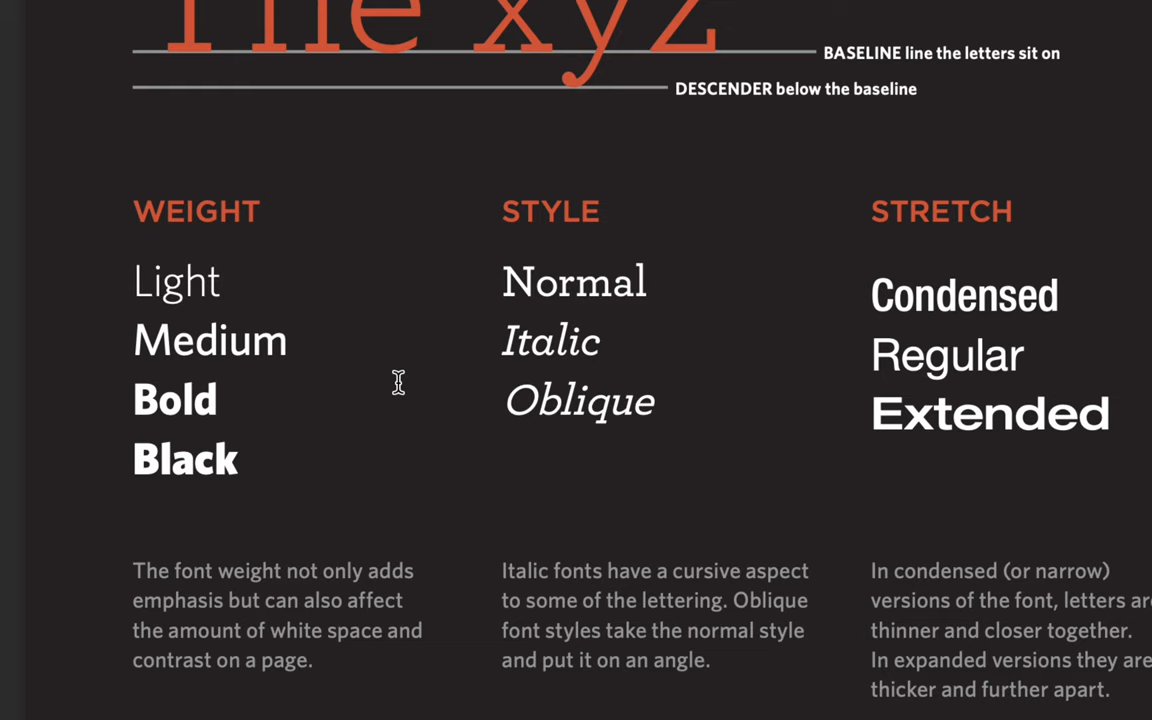 The xyz
BASELINE line the letters sit on
DESCENDER below the baseline
WEIGHT
Light
Medium
Bold
Black
The font weight not only adds
emphasis but can also affect
the amount of white space and
contrast on a page.
STYLE
Normal
Italic
Oblique
Italic fonts have a cursive aspect
to some of the lettering. Oblique
font styles take the normal style
and put it on an angle.
STRETCH
Condensed
Regular
Extended
In condensed (or narrow)
versions of the font, letters are
thinner and closer together.
In expanded versions they are
thicker and further apart.